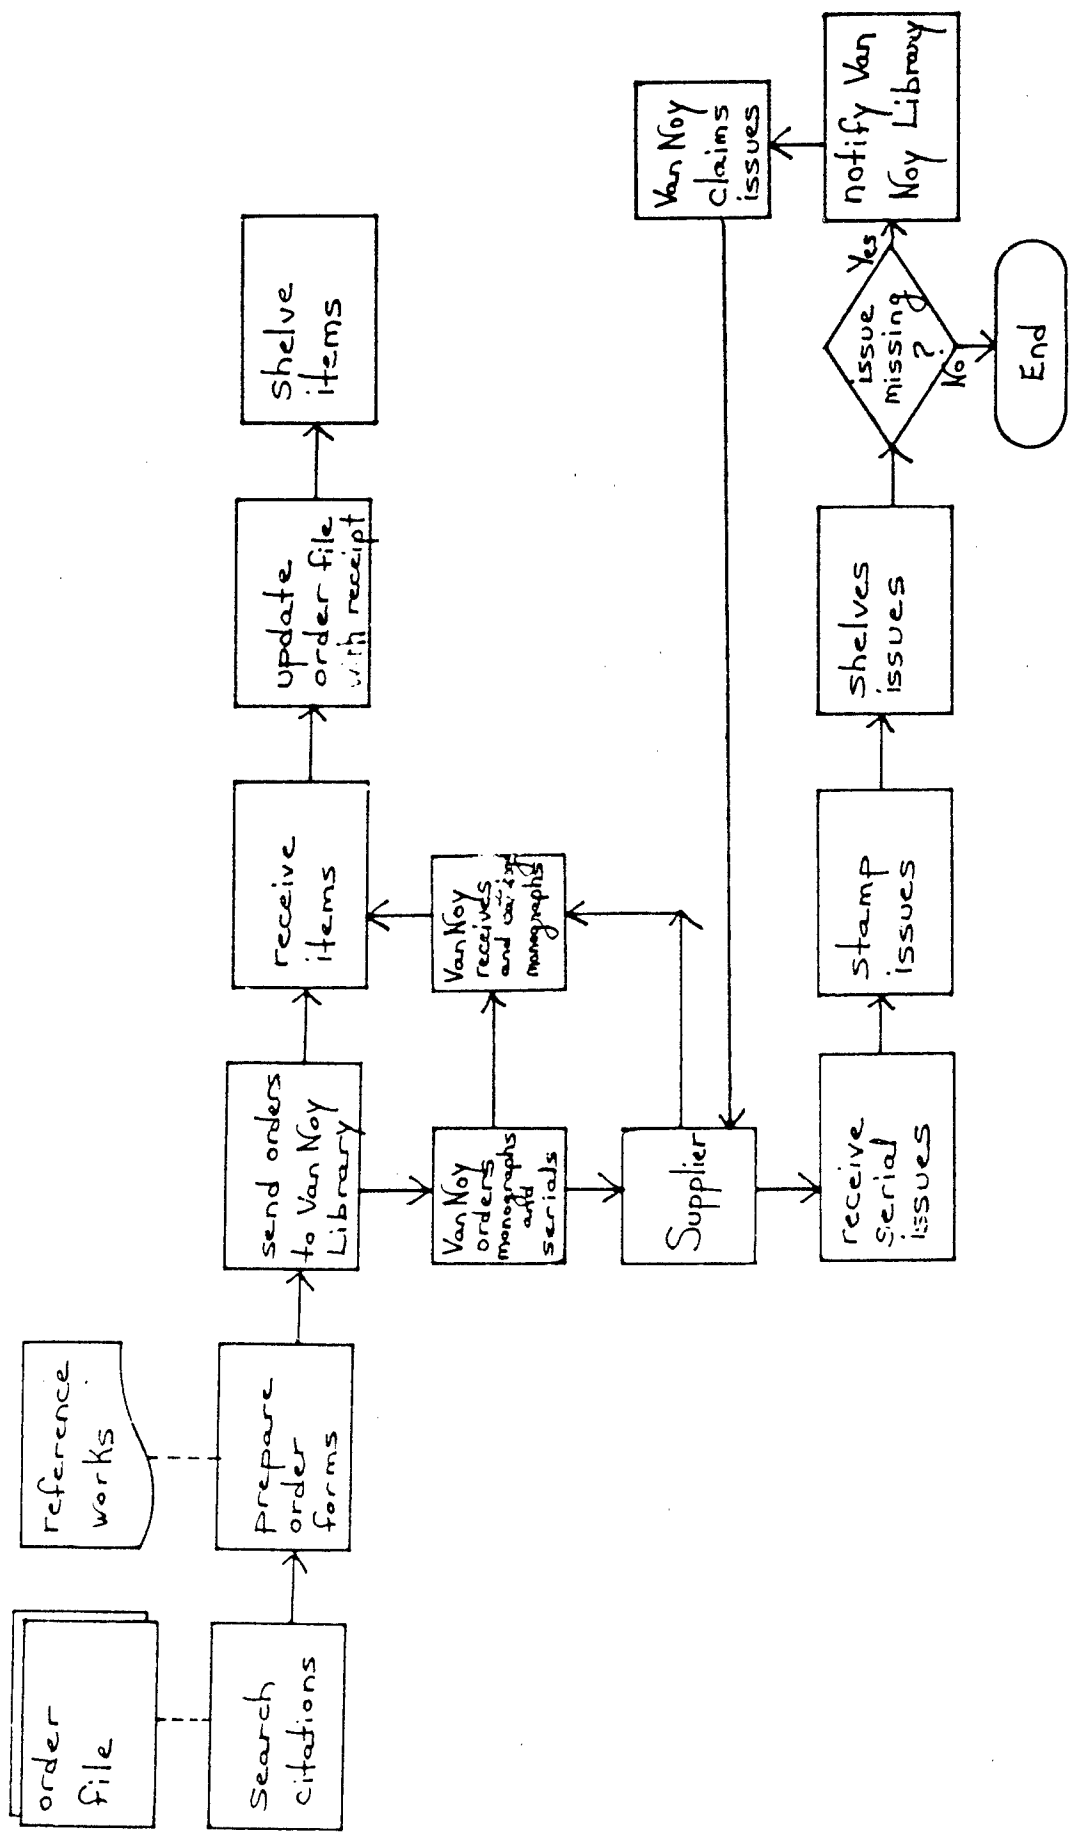 order
file
reference
works
Search
citations
prepare
order
forms
send orders
to Van Noy
Library
receive
items
update
order file
with receipt
shelve
items
Van Noy
orders
monographs
and
serials
Van Noy
receives
and
monographs
Supplier
Van Noy
claims
issues
receive
serial
issues
stamp
issues
shelves
issues
issue
missing
?
Yes
No
notify Van
Noy Library
End